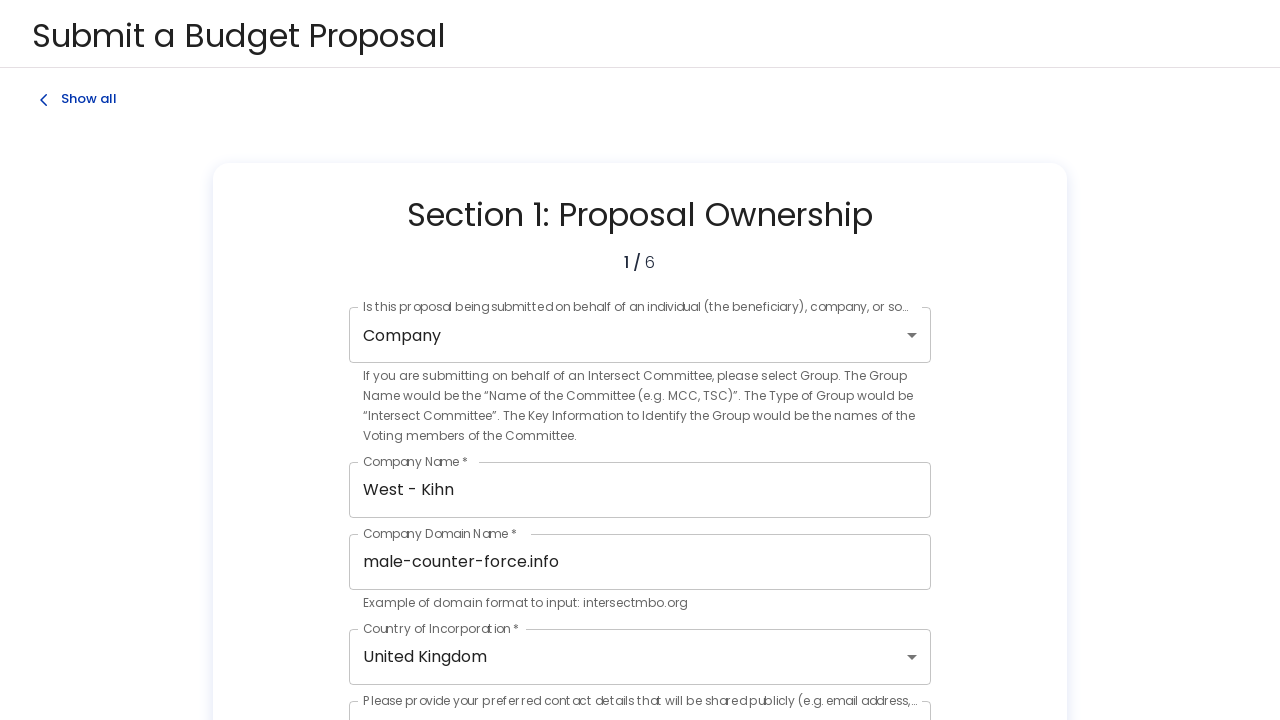 Submit a Budget Proposal
Show all
Section 1: Proposal Ownership
1 / 6
Is this proposal being submitted on behalf of an individual (the beneficiary), company, or so...
Company
If you are submitting on behalf of an Intersect Committee, please select Group. The Group
Name would be the “Name of the Committee (e.g. MCC, TSC)”. The Type of Group would be
“Intersect Committee”. The Key Information to Identify the Group would be the names of the
Voting members of the Committee.
Company Name *
West - Kihn
Company Domain Name *
male-counter-force.info
Example of domain format to input: intersectmbo.org
Country of Incorporation *
United Kingdom
Please provide your preferred contact details that will be shared publicly (e.g. email address,...